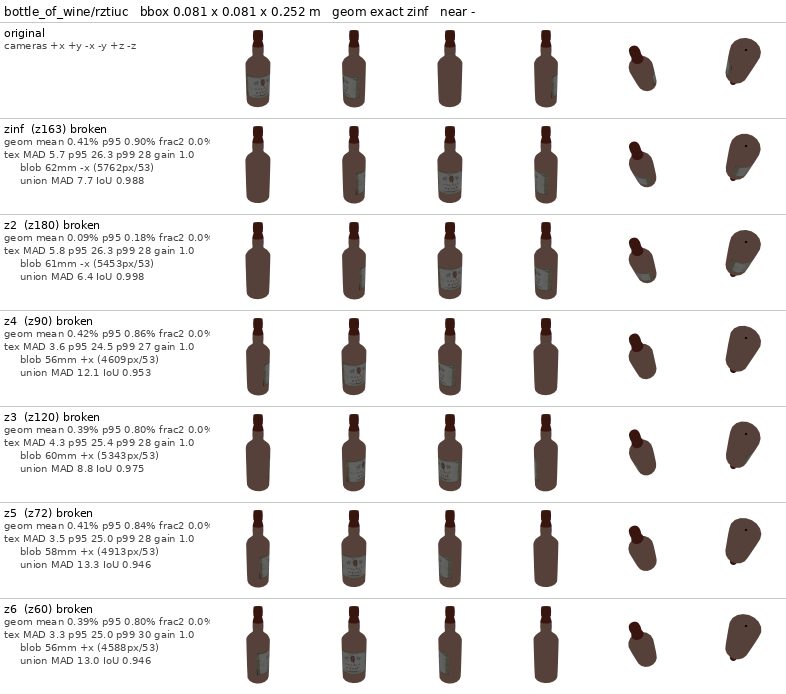 bottle_of_wine/rztiuc bbox 0.081 x 0.081 x 0.252 m geom exact zinf near -
original
cameras +x +y -x -y +z -z
zinf (z163) broken
geom mean 0.41% p95 0.90% frac2 0.0%
tex MAD 5.7 p95 26.3 p99 28 gain 1.0
blob 62mm -x (5762px/53)
union MAD 7.7 IoU 0.988
z2 (z180) broken
geom mean 0.09% p95 0.18% frac2 0.0%
tex MAD 5.8 p95 26.3 p99 28 gain 1.0
blob 61mm -x (5453px/53)
union MAD 6.4 IoU 0.998
z4 (z90) broken
geom mean 0.42% p95 0.86% frac2 0.0%
tex MAD 3.6 p95 24.5 p99 27 gain 1.0
blob 56mm +x (4609px/53)
union MAD 12.1 IoU 0.953
z3 (z120) broken
geom mean 0.39% p95 0.80% frac2 0.0%
tex MAD 4.3 p95 25.4 p99 28 gain 1.0
blob 60mm +x (5343px/53)
union MAD 8.8 IoU 0.975
z5 (z72) broken
geom mean 0.41% p95 0.84% frac2 0.0%
tex MAD 3.5 p95 25.0 p99 28 gain 1.0
blob 58mm +x (4913px/53)
union MAD 13.3 IoU 0.946
z6 (z60) broken
geom mean 0.39% p95 0.80% frac2 0.0%
tex MAD 3.3 p95 25.0 p99 30 gain 1.0
blob 56mm +x (4588px/53)
union MAD 13.0 IoU 0.946